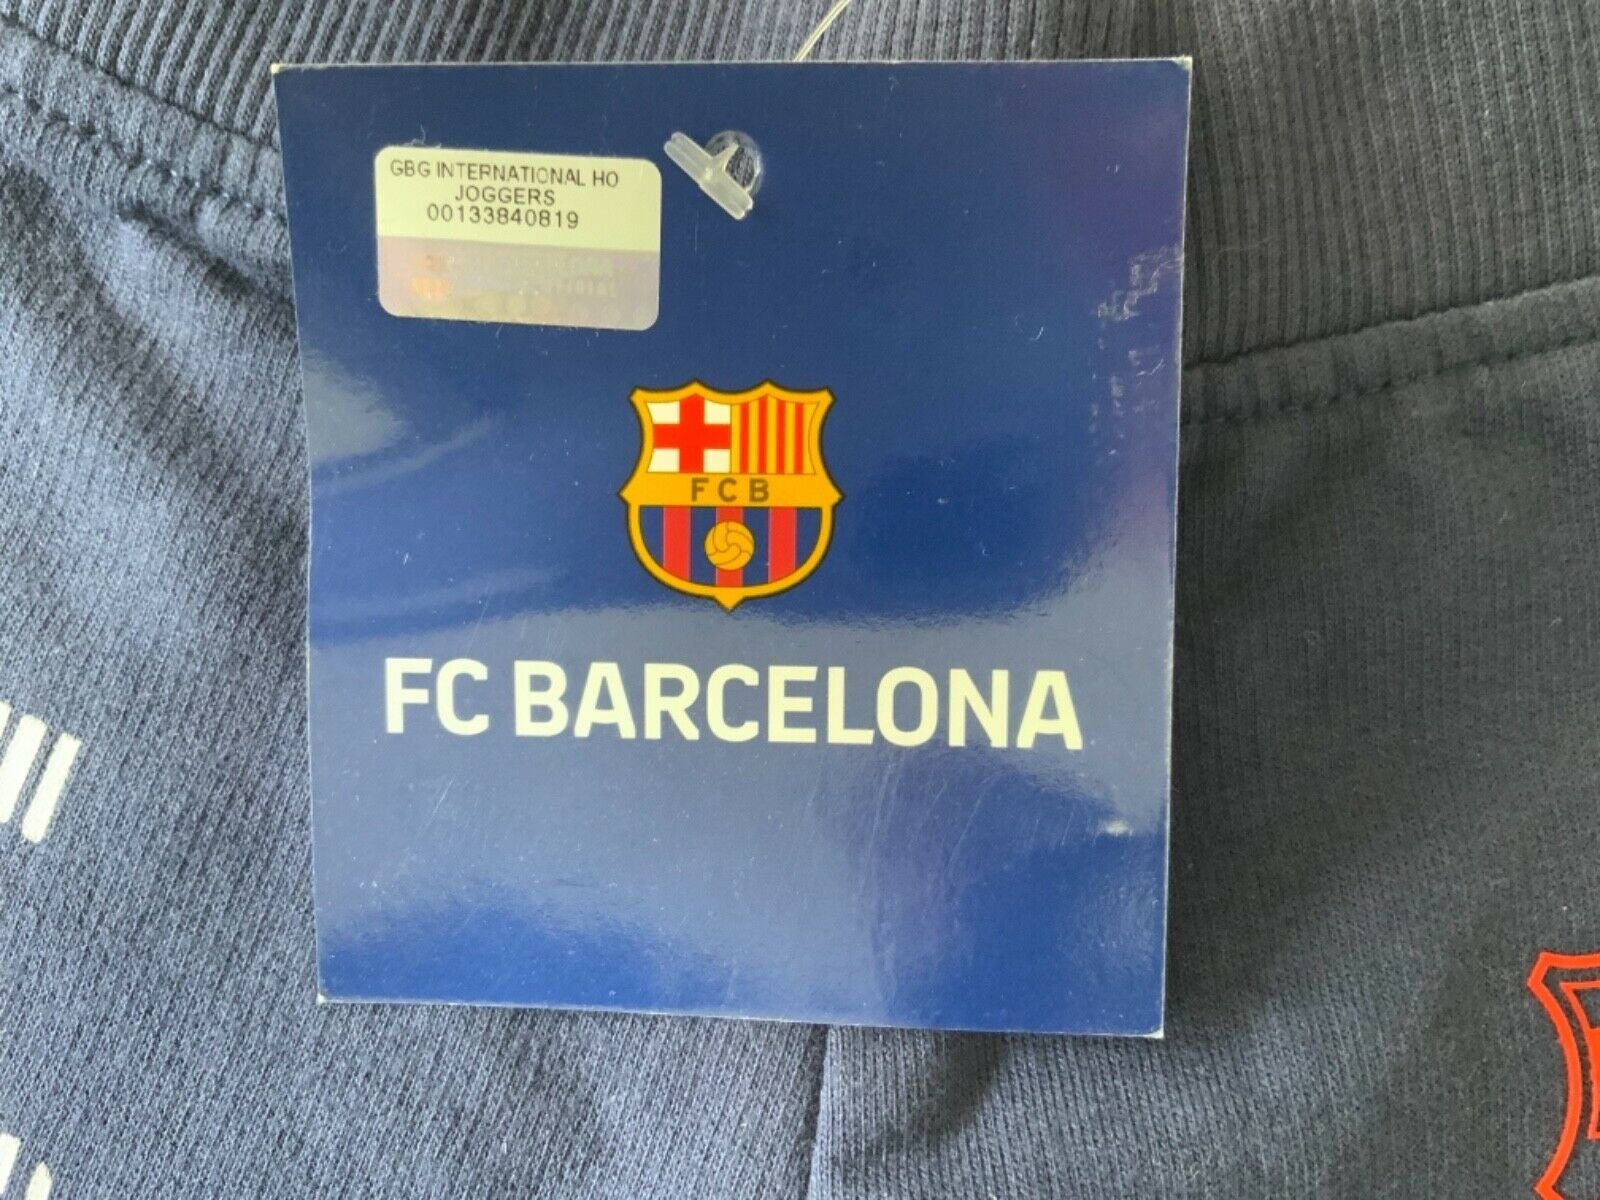 GBG INTERNATIONAL HO
JOGGERS
00133840819
FCB
FC BARCELONA